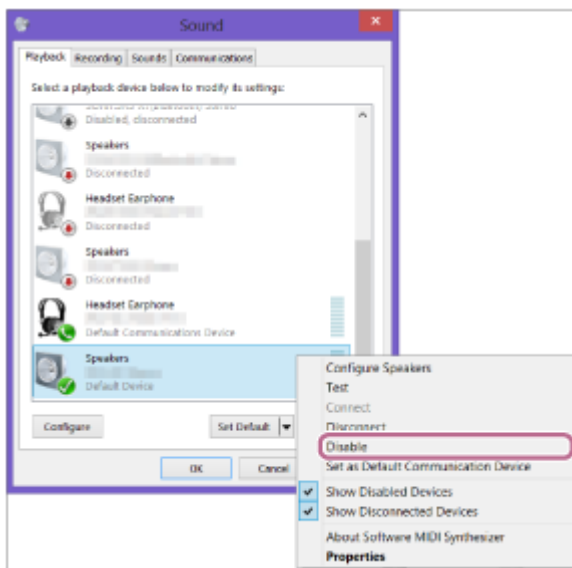 Sound
Playback Recording Sounds Communications
Select a playback device below to modify its settings:
Disabled, disconnected
Speakers
Disconnected
Headset Earphone
Disconnected
Speakers
Disconnected
Headset Earphone
Default Communications Device
Speakers
Default Device
Configure Set Default
OK Cancel
Configure Speakers
Test
Connect
Disconnect
Disable
Set as Default Communication Device
Show Disabled Devices
Show Disconnected Devices
About Software MIDI Synthesizer
Properties